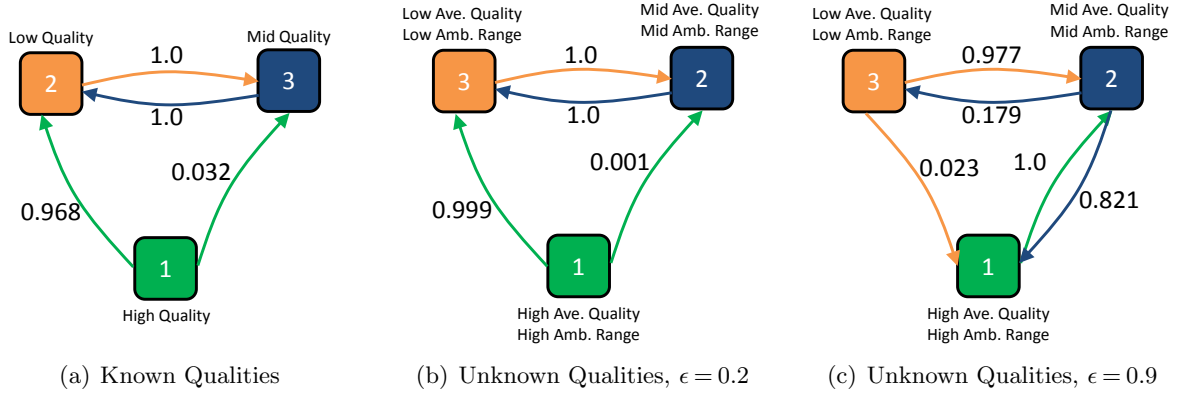 Low Quality
Mid Quality
1.0
2
3
1.0
0.032
0.968
1
High Quality
(a) Known Qualities
Low Ave. Quality
Low Amb. Range
Mid Ave. Quality
Mid Amb. Range
1.0
3
2
1.0
0.001
0.999
1
High Ave. Quality
High Amb. Range
(b) Unknown Qualities, ϵ = 0.2
Low Ave. Quality
Low Amb. Range
Mid Ave. Quality
Mid Amb. Range
0.977
3
2
0.179
0.023
1.0
0.821
1
High Ave. Quality
High Amb. Range
(c) Unknown Qualities, ϵ = 0.9